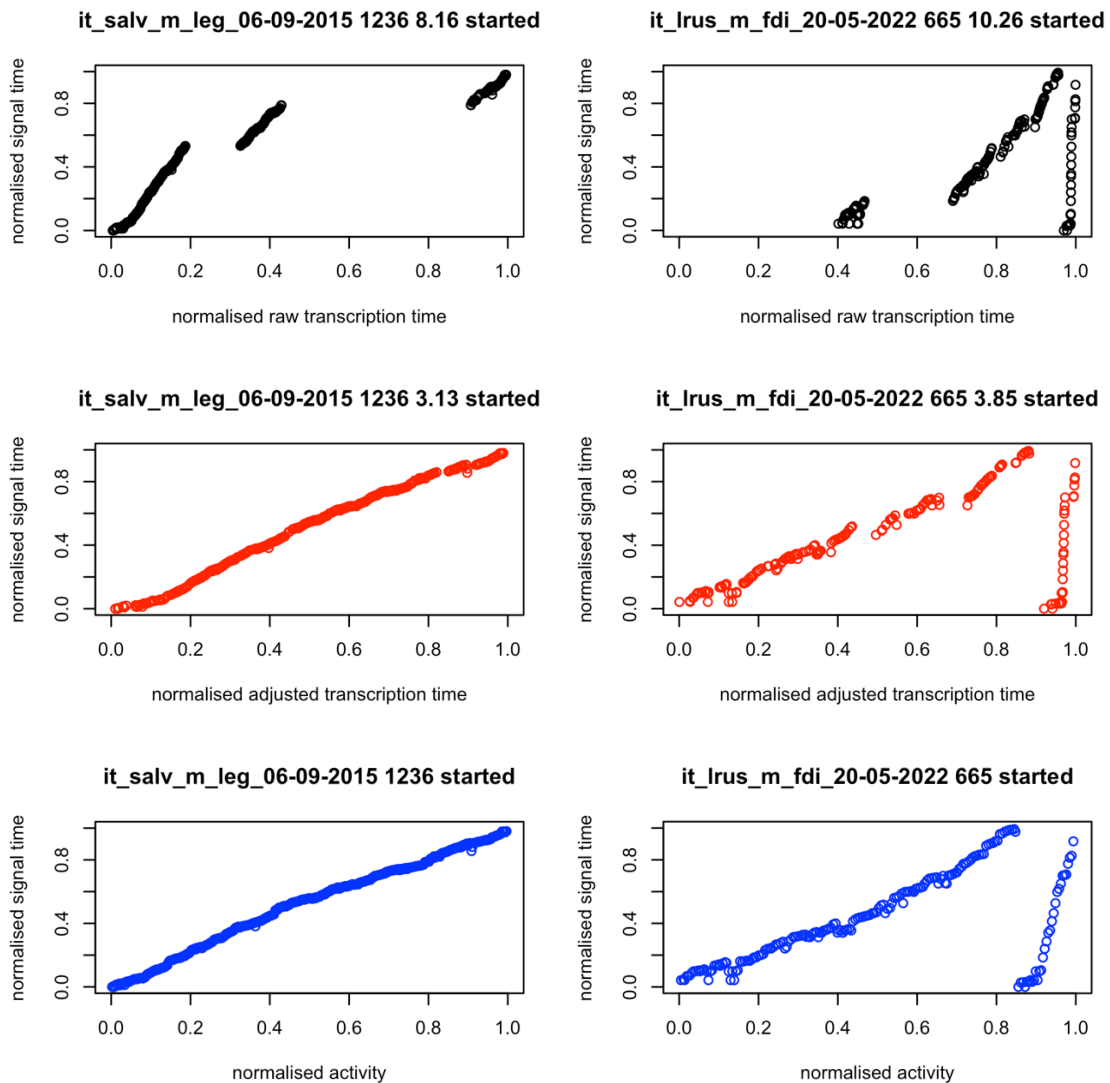 it_salv_m_leg_06-09-2015 1236 8.16 started
normalised signal time
0.0 0.4 0.8
0.0 0.2 0.4 0.6 0.8 1.0
normalised raw transcription time
it_lrus_m_fdi_20-05-2022 665 10.26 started
normalised signal time
0.0 0.4 0.8
0.0 0.2 0.4 0.6 0.8 1.0
normalised raw transcription time
it_salv_m_leg_06-09-2015 1236 3.13 started
normalised signal time
0.0 0.4 0.8
0.0 0.2 0.4 0.6 0.8 1.0
normalised adjusted transcription time
it_lrus_m_fdi_20-05-2022 665 3.85 started
normalised signal time
0.0 0.4 0.8
0.0 0.2 0.4 0.6 0.8 1.0
normalised adjusted transcription time
it_salv_m_leg_06-09-2015 1236 started
normalised signal time
0.0 0.4 0.8
0.0 0.2 0.4 0.6 0.8 1.0
normalised activity
it_lrus_m_fdi_20-05-2022 665 started
normalised signal time
0.0 0.4 0.8
0.0 0.2 0.4 0.6 0.8 1.0
normalised activity